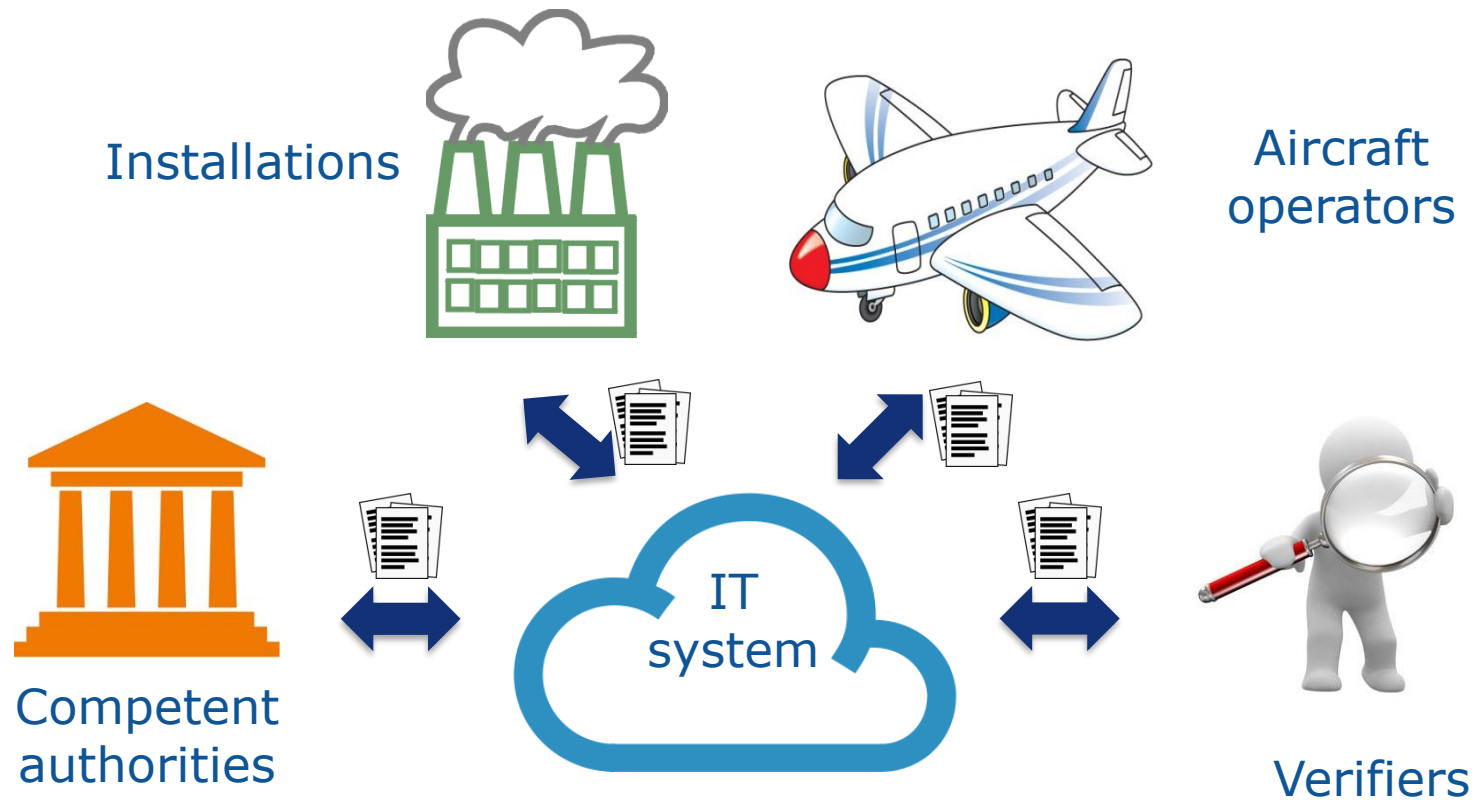 Installations
Aircraft
operators
IT
system
Competent
authorities
Verifiers